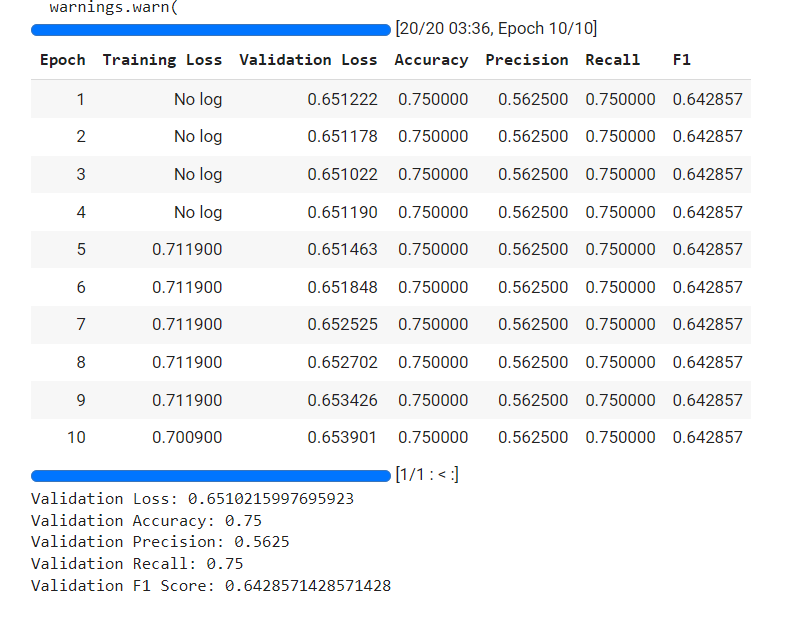 warnings.warn(
[20/20 03:36, Epoch 10/10]
Epoch Training Loss Validation Loss Accuracy Precision Recall F1
1 No log 0.651222 0.750000 0.562500 0.750000 0.642857
2 No log 0.651178 0.750000 0.562500 0.750000 0.642857
3 No log 0.651022 0.750000 0.562500 0.750000 0.642857
4 No log 0.651190 0.750000 0.562500 0.750000 0.642857
5 0.711900 0.651463 0.750000 0.562500 0.750000 0.642857
6 0.711900 0.651848 0.750000 0.562500 0.750000 0.642857
7 0.711900 0.652525 0.750000 0.562500 0.750000 0.642857
8 0.711900 0.652702 0.750000 0.562500 0.750000 0.642857
9 0.711900 0.653426 0.750000 0.562500 0.750000 0.642857
10 0.700900 0.653901 0.750000 0.562500 0.750000 0.642857
[1/1 : < :]
Validation Loss: 0.6510215997695923
Validation Accuracy: 0.75
Validation Precision: 0.5625
Validation Recall: 0.75
Validation F1 Score: 0.6428571428571428